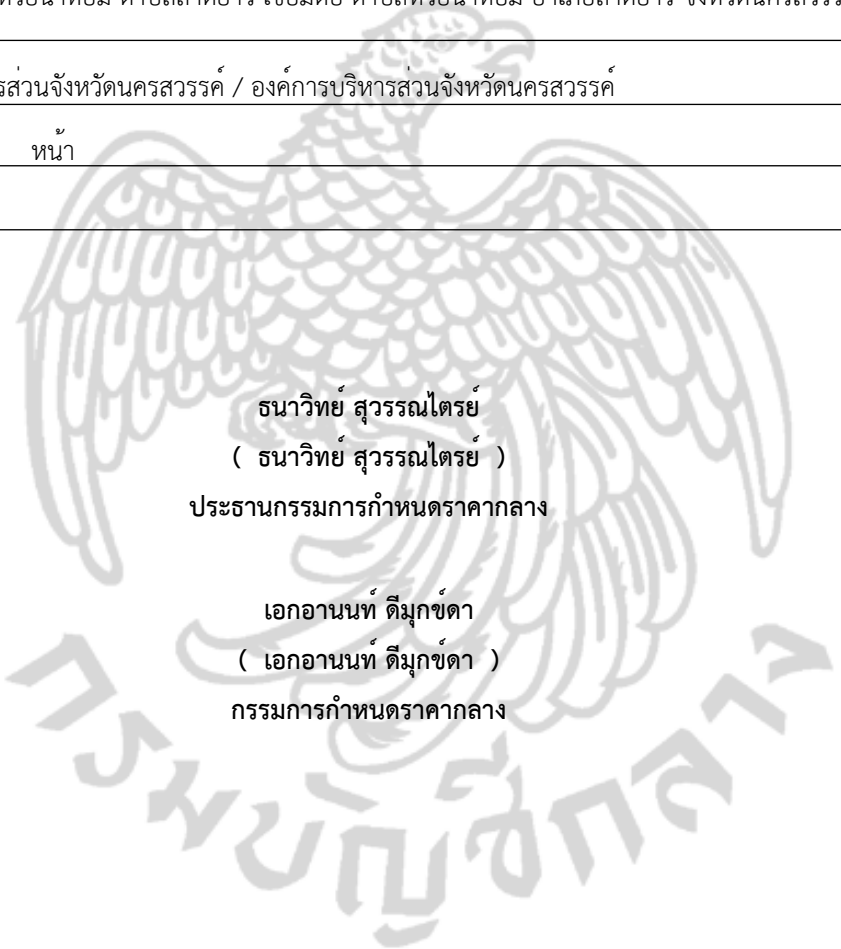 จังหวัดนครสวรรค์ / องค์การบริหารส่วนจังหวัดนครสวรรค์
หน้า
ธนาวิทย์ สุวรรณไตรย์
( ธนาวิทย์ สุวรรณไตรย์ )
ประธานกรรมการกำหนดราคากลาง
เอกอานนท์ ดีมุกข์ดา
( เอกอานนท์ ดีมุกข์ดา )
กรรมการกำหนดราคากลาง
กรมบัญชีกลาง